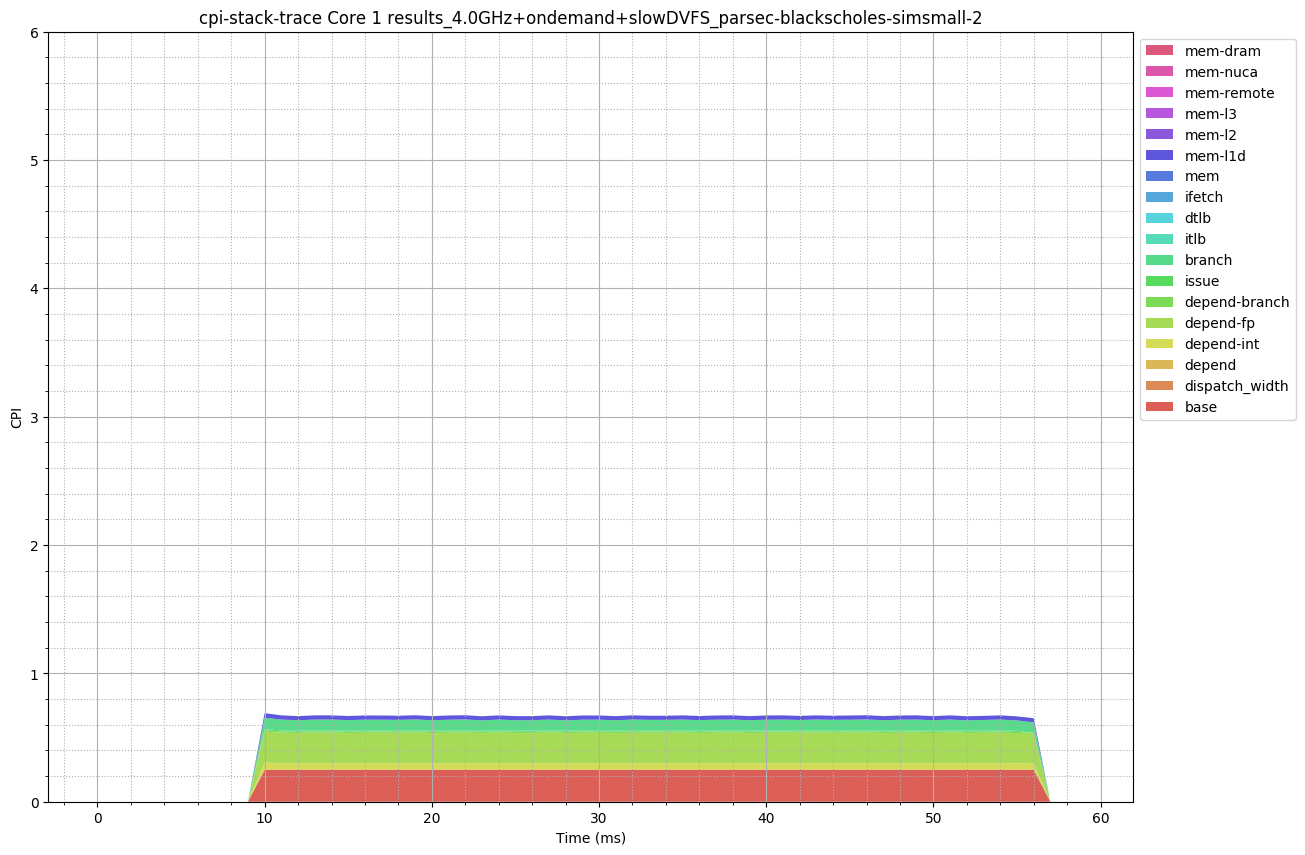 cpi-stack-trace Core 1 results_4.0GHz+ondemand+slowDVFS_parsec-blackscholes-simsmall-2
6
5
4
3
2
1
0
CPI
0 10 20 30 40 50 60
Time (ms)
mem-dram
mem-nuca
mem-remote
mem-l3
mem-l2
mem-l1d
mem
ifetch
dtlb
itlb
branch
issue
depend-branch
depend-fp
depend-int
depend
dispatch_width
base